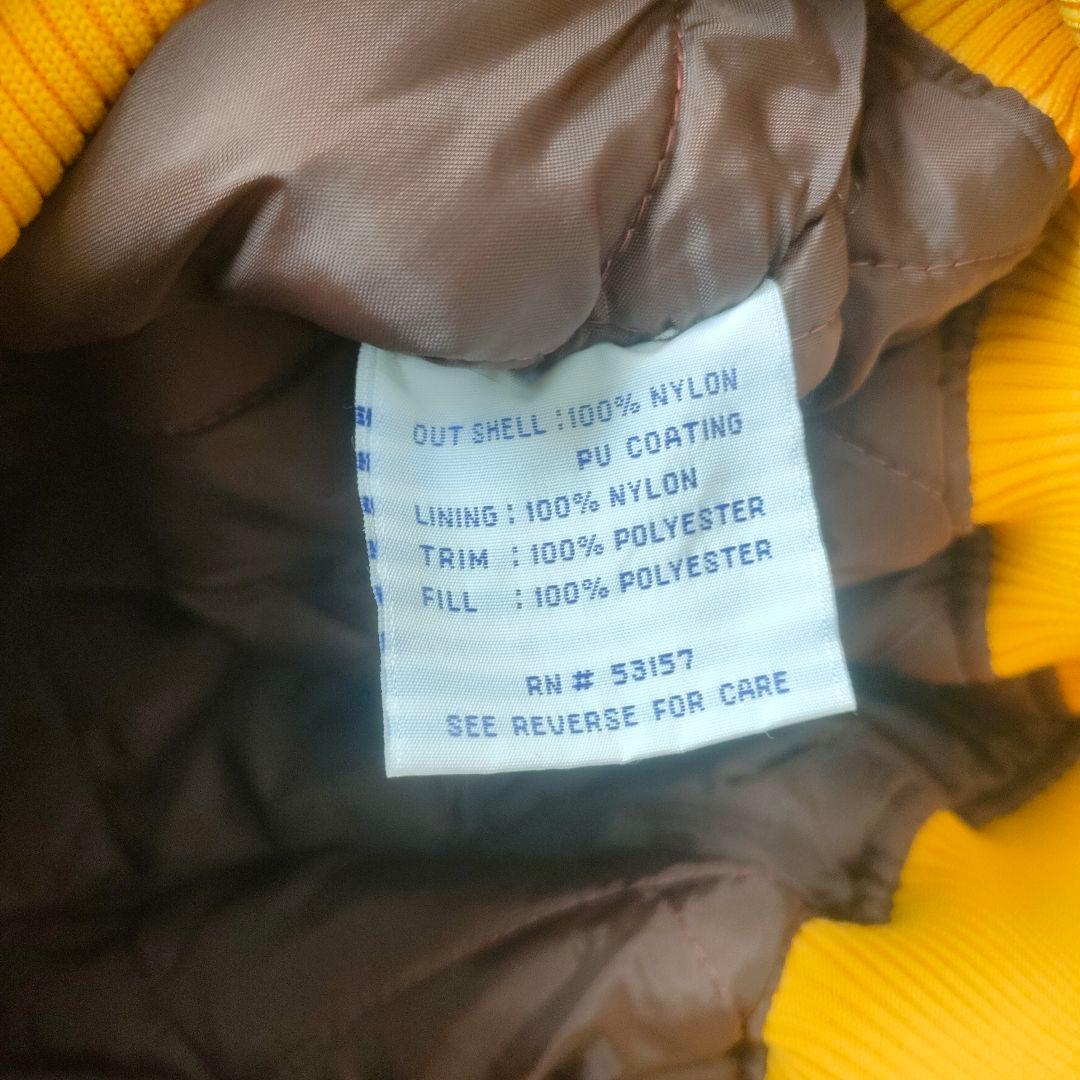 OUT SHELL : 100% NYLON
PU COATING
LINING : 100% NYLON
TRIM : 100% POLYESTER
FILL : 100% POLYESTER
RN # 53157
SEE REVERSE FOR CARE